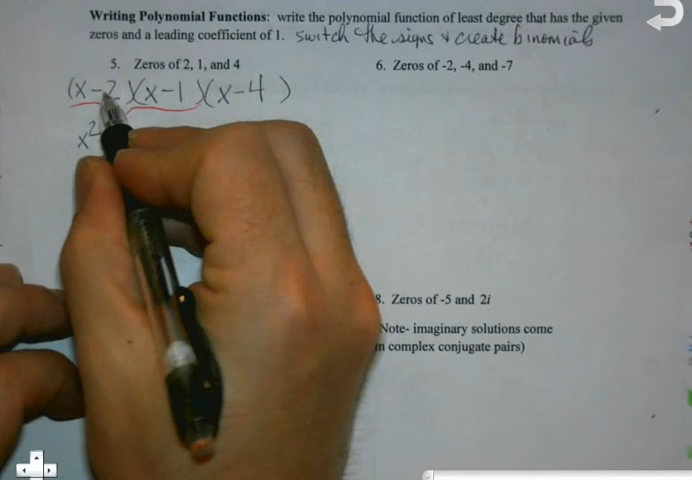 Writing Polynomial Functions: write the polynomial function of least degree that has the given
zeros and a leading coefficient of 1. switch the signs & create binomials
5. Zeros of 2, 1, and 4
(x-2)(x-1)(x-4)
x²
6. Zeros of -2, -4, and -7
8. Zeros of -5 and 2i
Note- imaginary solutions come
in complex conjugate pairs)